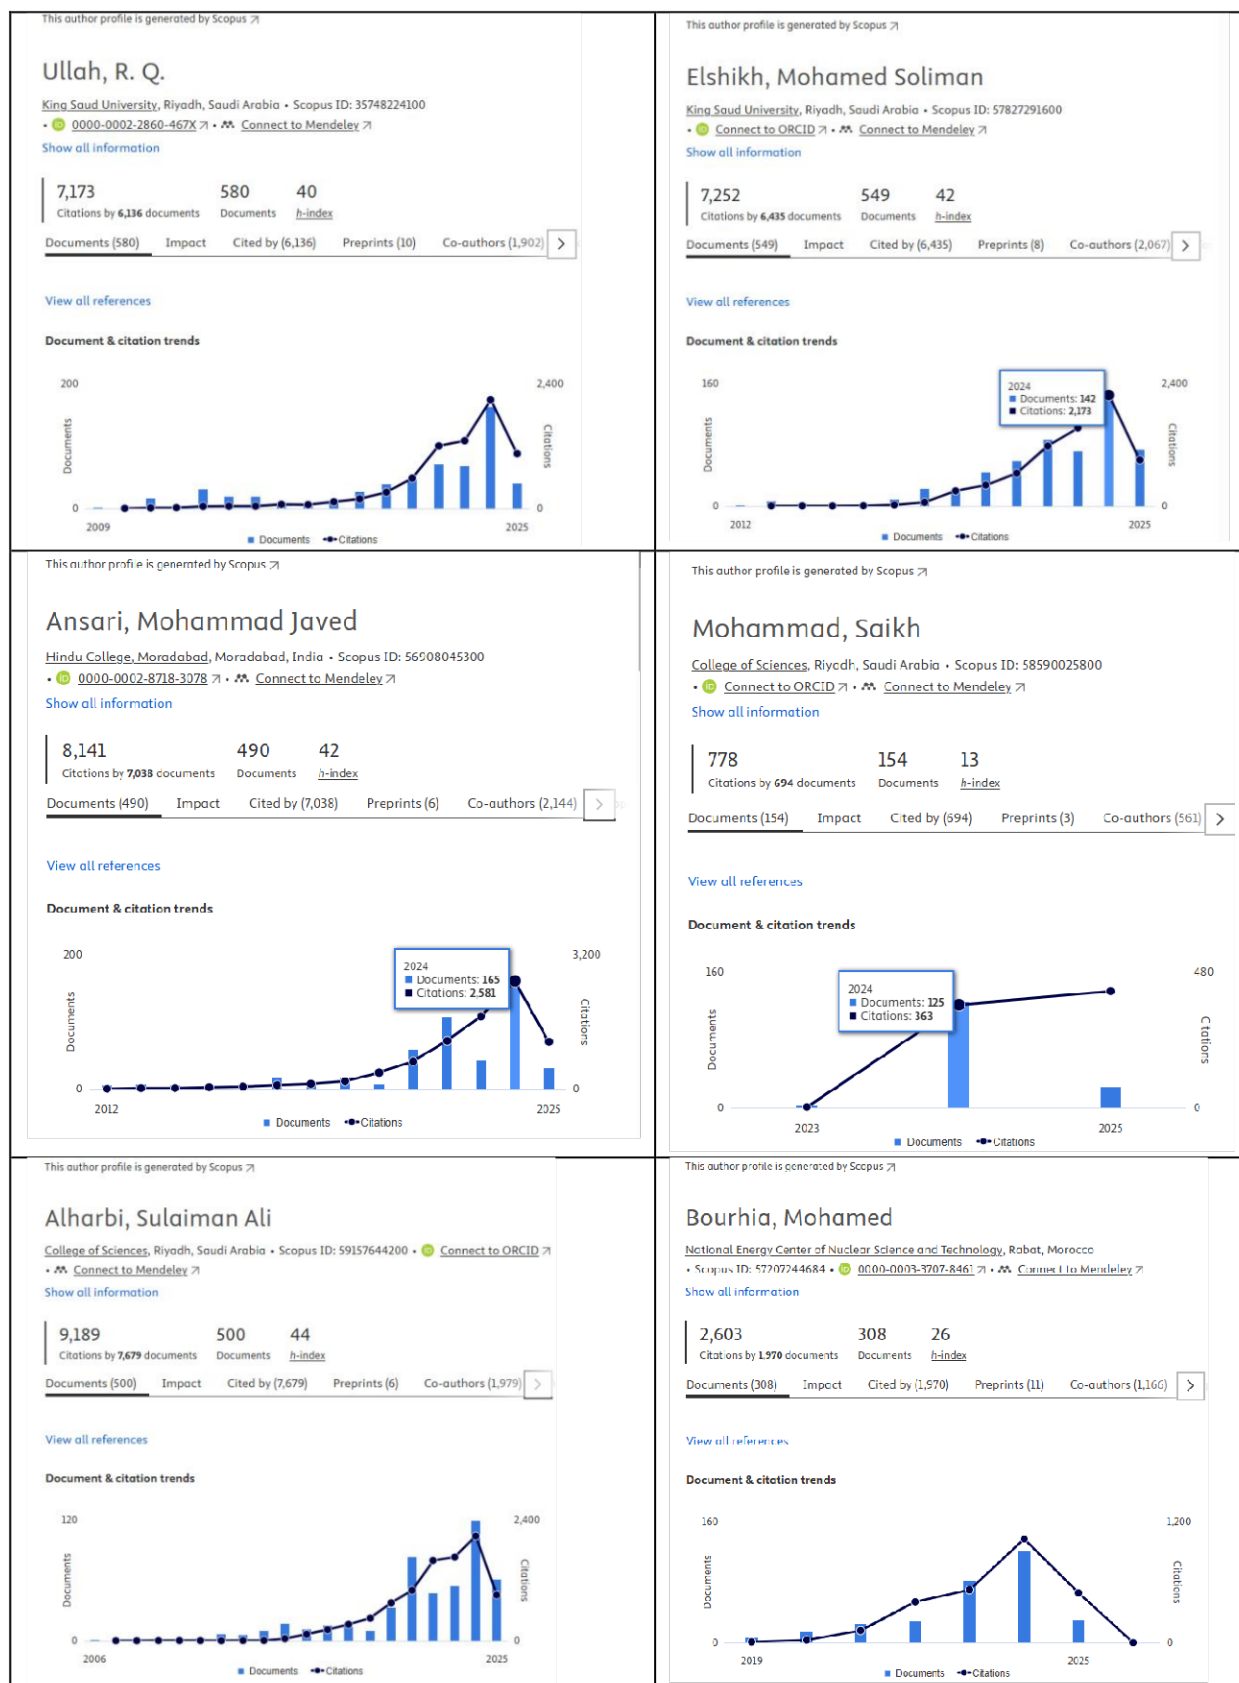 This author profile is generated by Scopus
Ullah, R. Q.
King Saud University, Riyadh, Saudi Arabia • Scopus ID: 35748224100
• iD 0000-0002-2860-467X • Connect to Mendeley
Show all information
7,173 580 40
Citations by 6,136 documents Documents h-index
Documents (580) Impact Cited by (6,136) Preprints (10) Co-authors (1,902)
View all references
Document & citation trends
200 2,400
Documents Citations
0 0
2009 2025
Documents Citations
This author profile is generated by Scopus
Elshikh, Mohamed Soliman
King Saud University, Riyadh, Saudi Arabia • Scopus ID: 57827291600
• iD Connect to ORCID • Connect to Mendeley
Show all information
7,252 549 42
Citations by 6,435 documents Documents h-index
Documents (549) Impact Cited by (6,435) Preprints (8) Co-authors (2,067)
View all references
Document & citation trends
160 2,400
2024
Documents: 142
Citations: 2,173
Documents Citations
0 0
2012 2025
Documents Citations
This author profile is generated by Scopus
Ansari, Mohammad Javed
Hindu College, Moradabad, Moradabad, India • Scopus ID: 56908045300
• iD 0000-0002-8718-3078 • Connect to Mendeley
Show all information
8,141 490 42
Citations by 7,038 documents Documents h-index
Documents (490) Impact Cited by (7,038) Preprints (6) Co-authors (2,144)
View all references
Document & citation trends
200 3,200
2024
Documents: 165
Citations: 2,581
Documents Citations
0 0
2012 2025
Documents Citations
This author profile is generated by Scopus
Mohammad, Saikh
College of Sciences, Riyadh, Saudi Arabia • Scopus ID: 58590025800
• iD Connect to ORCID • Connect to Mendeley
Show all information
778 154 13
Citations by 694 documents Documents h-index
Documents (154) Impact Cited by (694) Preprints (3) Co-authors (561)
View all references
Document & citation trends
160 480
2024
Documents: 125
Citations: 363
Documents Citations
0 0
2023 2025
Documents Citations
This author profile is generated by Scopus
Alharbi, Sulaiman Ali
College of Sciences, Riyadh, Saudi Arabia • Scopus ID: 59157644200 • iD Connect to ORCID
• Connect to Mendeley
Show all information
9,189 500 44
Citations by 7,679 documents Documents h-index
Documents (500) Impact Cited by (7,679) Preprints (6) Co-authors (1,979)
View all references
Document & citation trends
120 2,400
Documents Citations
0 0
2006 2025
Documents Citations
This author profile is generated by Scopus
Bourhia, Mohamed
National Energy Center of Nuclear Science and Technology, Rabat, Morocco
• Scopus ID: 57207244684 • iD 0000-0003-3707-8461 • Connect to Mendeley
Show all information
2,603 308 26
Citations by 1,970 documents Documents h-index
Documents (308) Impact Cited by (1,970) Preprints (11) Co-authors (1,166)
View all references
Document & citation trends
160 1,200
Documents Citations
0 0
2019 2025
Documents Citations